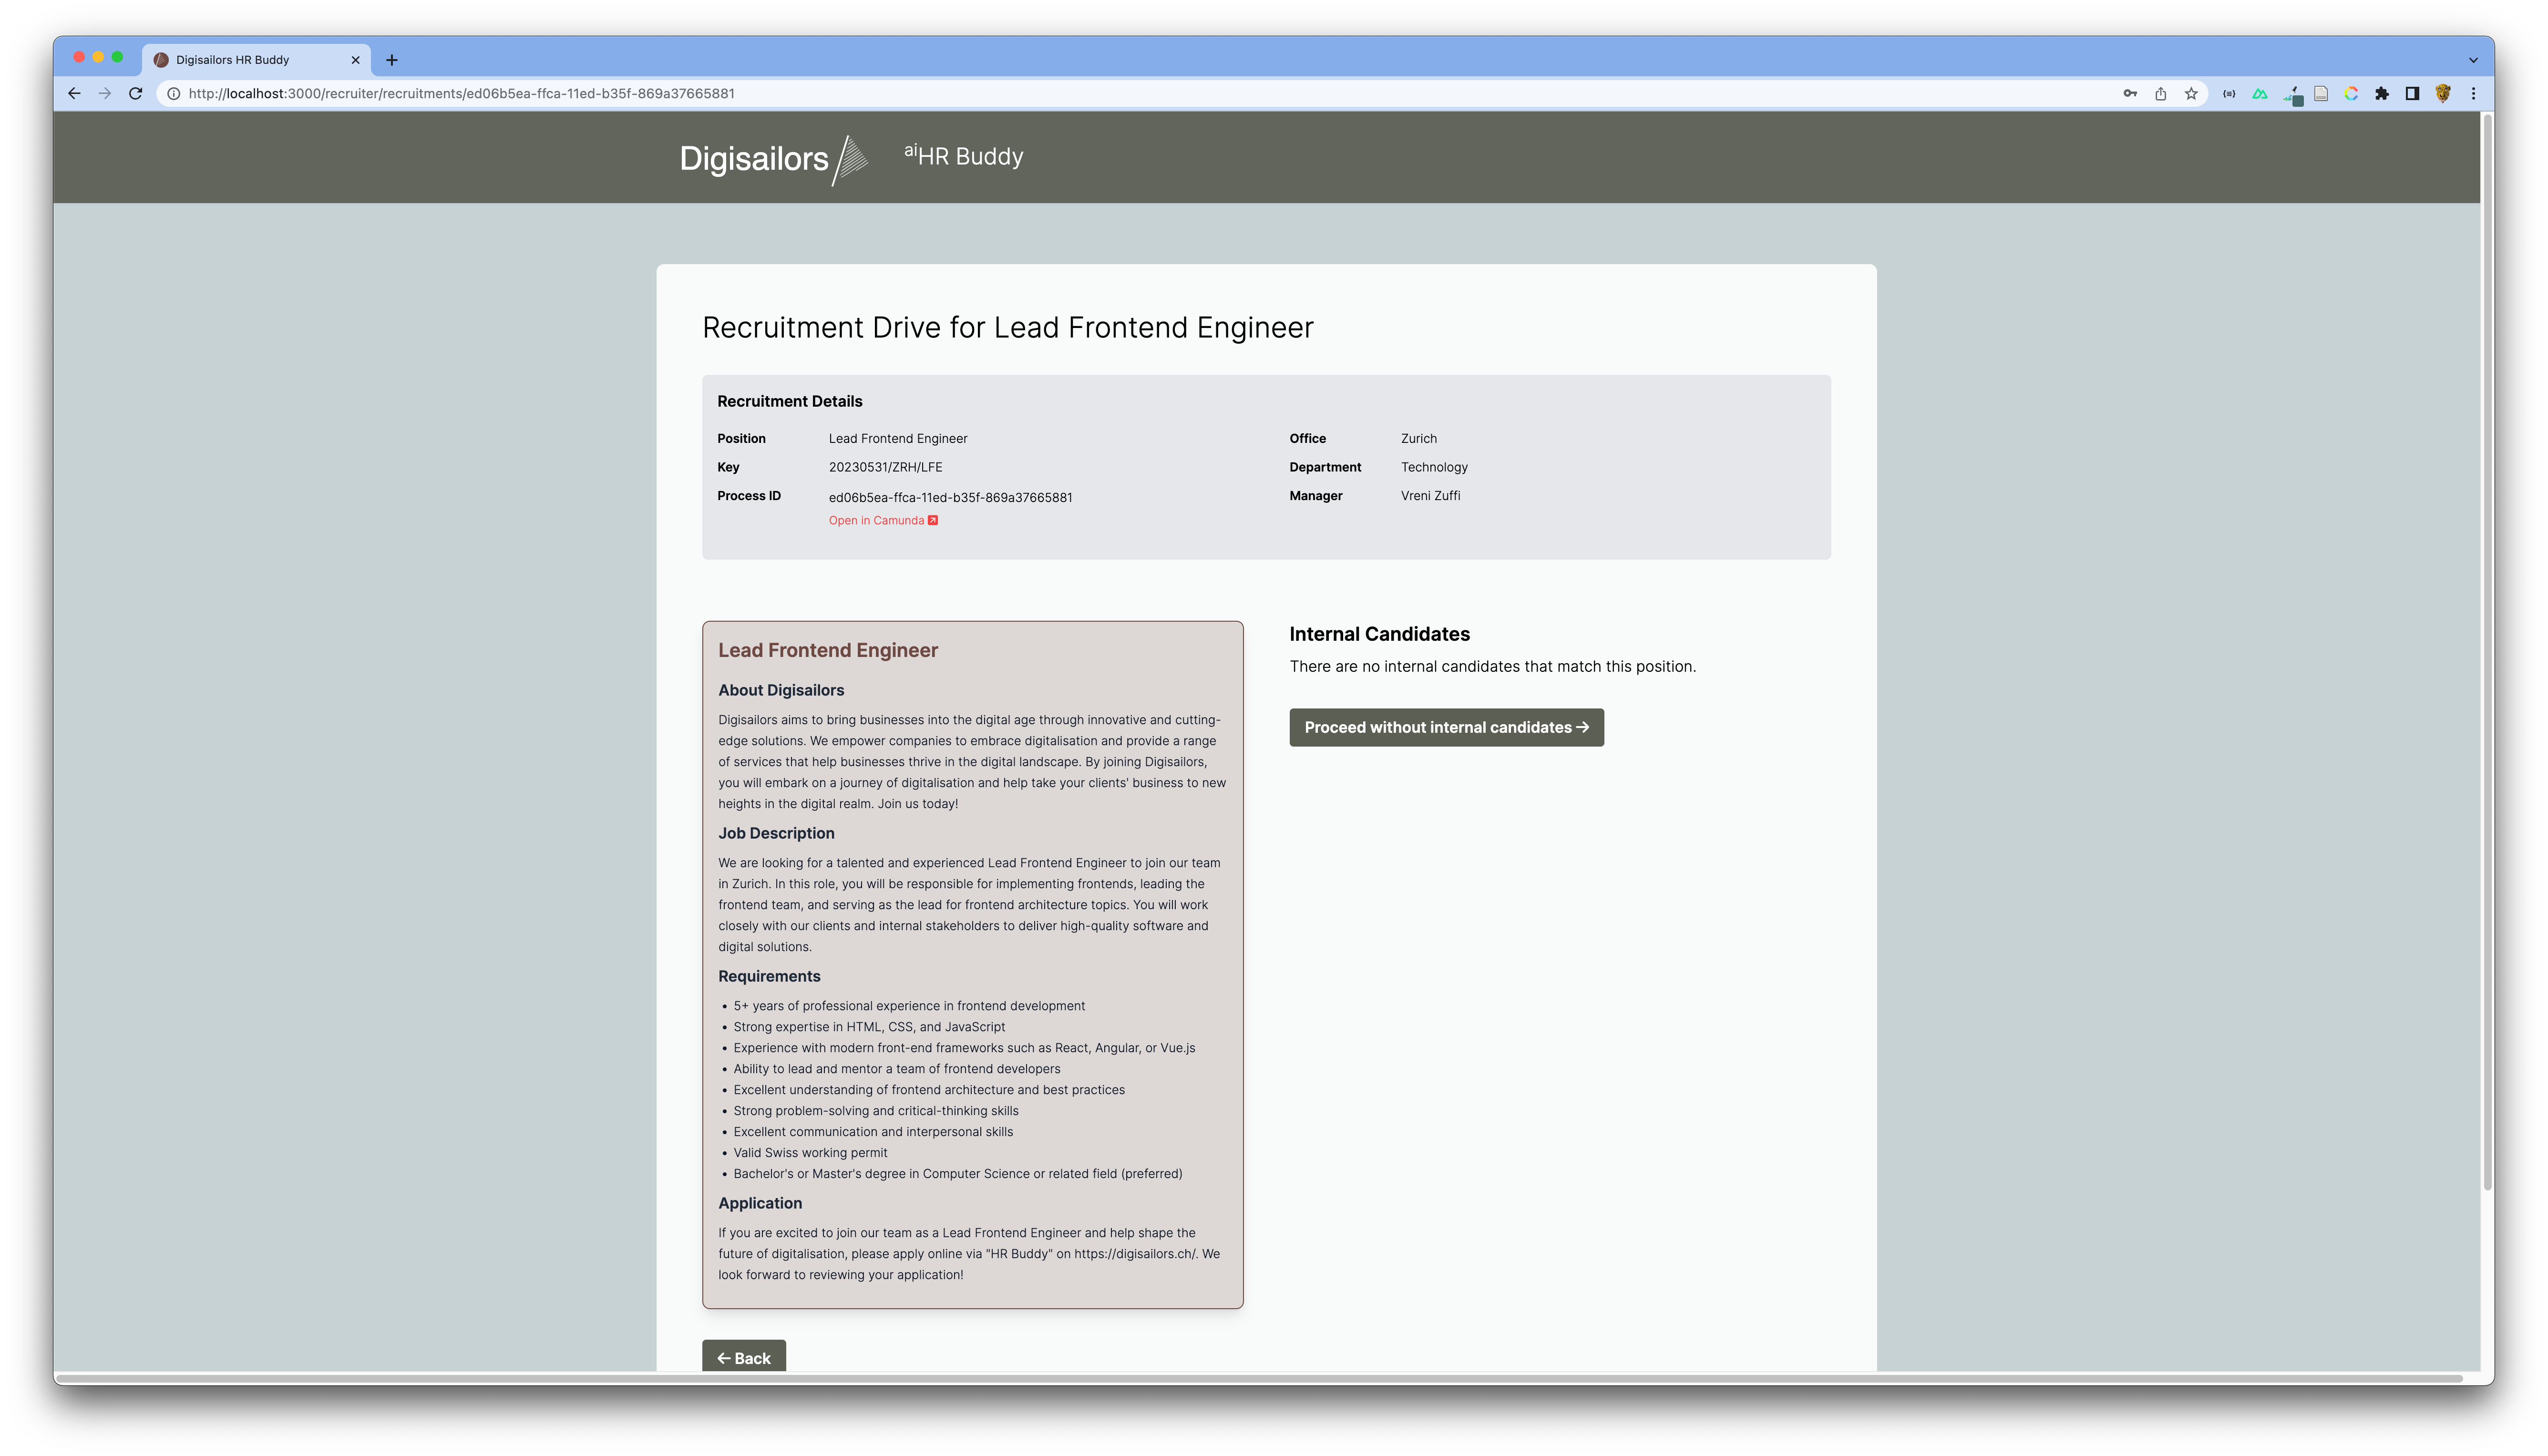 Digisailors HR Buddy
http://localhost:3000/recruiter/recruitments/ed06b5ea-ffca-11ed-b35f-869a37665881
Digisailors
aiHR Buddy
Recruitment Drive for Lead Frontend Engineer
Recruitment Details
Position Lead Frontend Engineer
Key 20230531/ZRH/LFE
Process ID ed06b5ea-ffca-11ed-b35f-869a37665881
Open in Camunda
Office Zurich
Department Technology
Manager Vreni Zuffi
Lead Frontend Engineer
About Digisailors
Digisailors aims to bring businesses into the digital age through innovative and cutting-
edge solutions. We empower companies to embrace digitalisation and provide a range
of services that help businesses thrive in the digital landscape. By joining Digisailors,
you will embark on a journey of digitalisation and help take your clients' business to new
heights in the digital realm. Join us today!
Job Description
We are looking for a talented and experienced Lead Frontend Engineer to join our team
in Zurich. In this role, you will be responsible for implementing frontends, leading the
frontend team, and serving as the lead for frontend architecture topics. You will work
closely with our clients and internal stakeholders to deliver high-quality software and
digital solutions.
Requirements
• 5+ years of professional experience in frontend development
• Strong expertise in HTML, CSS, and JavaScript
• Experience with modern front-end frameworks such as React, Angular, or Vue.js
• Ability to lead and mentor a team of frontend developers
• Excellent understanding of frontend architecture and best practices
• Strong problem-solving and critical-thinking skills
• Excellent communication and interpersonal skills
• Valid Swiss working permit
• Bachelor's or Master's degree in Computer Science or related field (preferred)
Application
If you are excited to join our team as a Lead Frontend Engineer and help shape the
future of digitalisation, please apply online via "HR Buddy" on https://digisailors.ch/. We
look forward to reviewing your application!
Internal Candidates
There are no internal candidates that match this position.
Proceed without internal candidates →
← Back